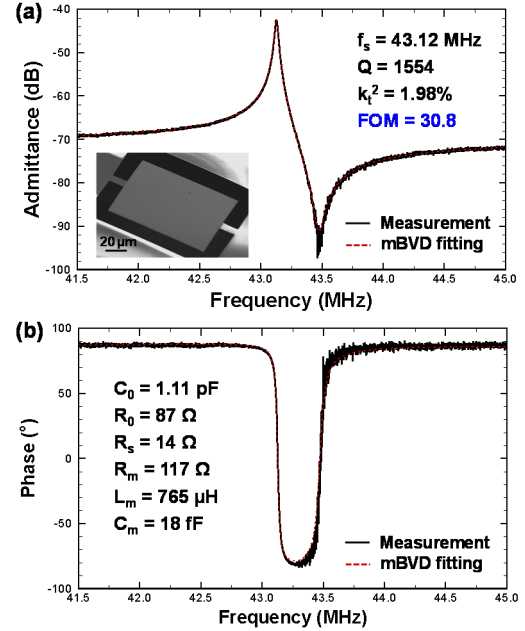 (a)
-40
-50
-60
-70
-80
-90
-100
Admittance (dB)
fs = 43.12 MHz
Q = 1554
kt² = 1.98%
FOM = 30.8
20 µm
Measurement
mBVD fitting
41.5 42.0 42.5 43.0 43.5 44.0 44.5 45.0
Frequency (MHz)
(b)
100
50
0
-50
-100
Phase (°)
C0 = 1.11 pF
R0 = 87 Ω
Rs = 14 Ω
Rm = 117 Ω
Lm = 765 µH
Cm = 18 fF
Measurement
mBVD fitting
41.5 42.0 42.5 43.0 43.5 44.0 44.5 45.0
Frequency (MHz)